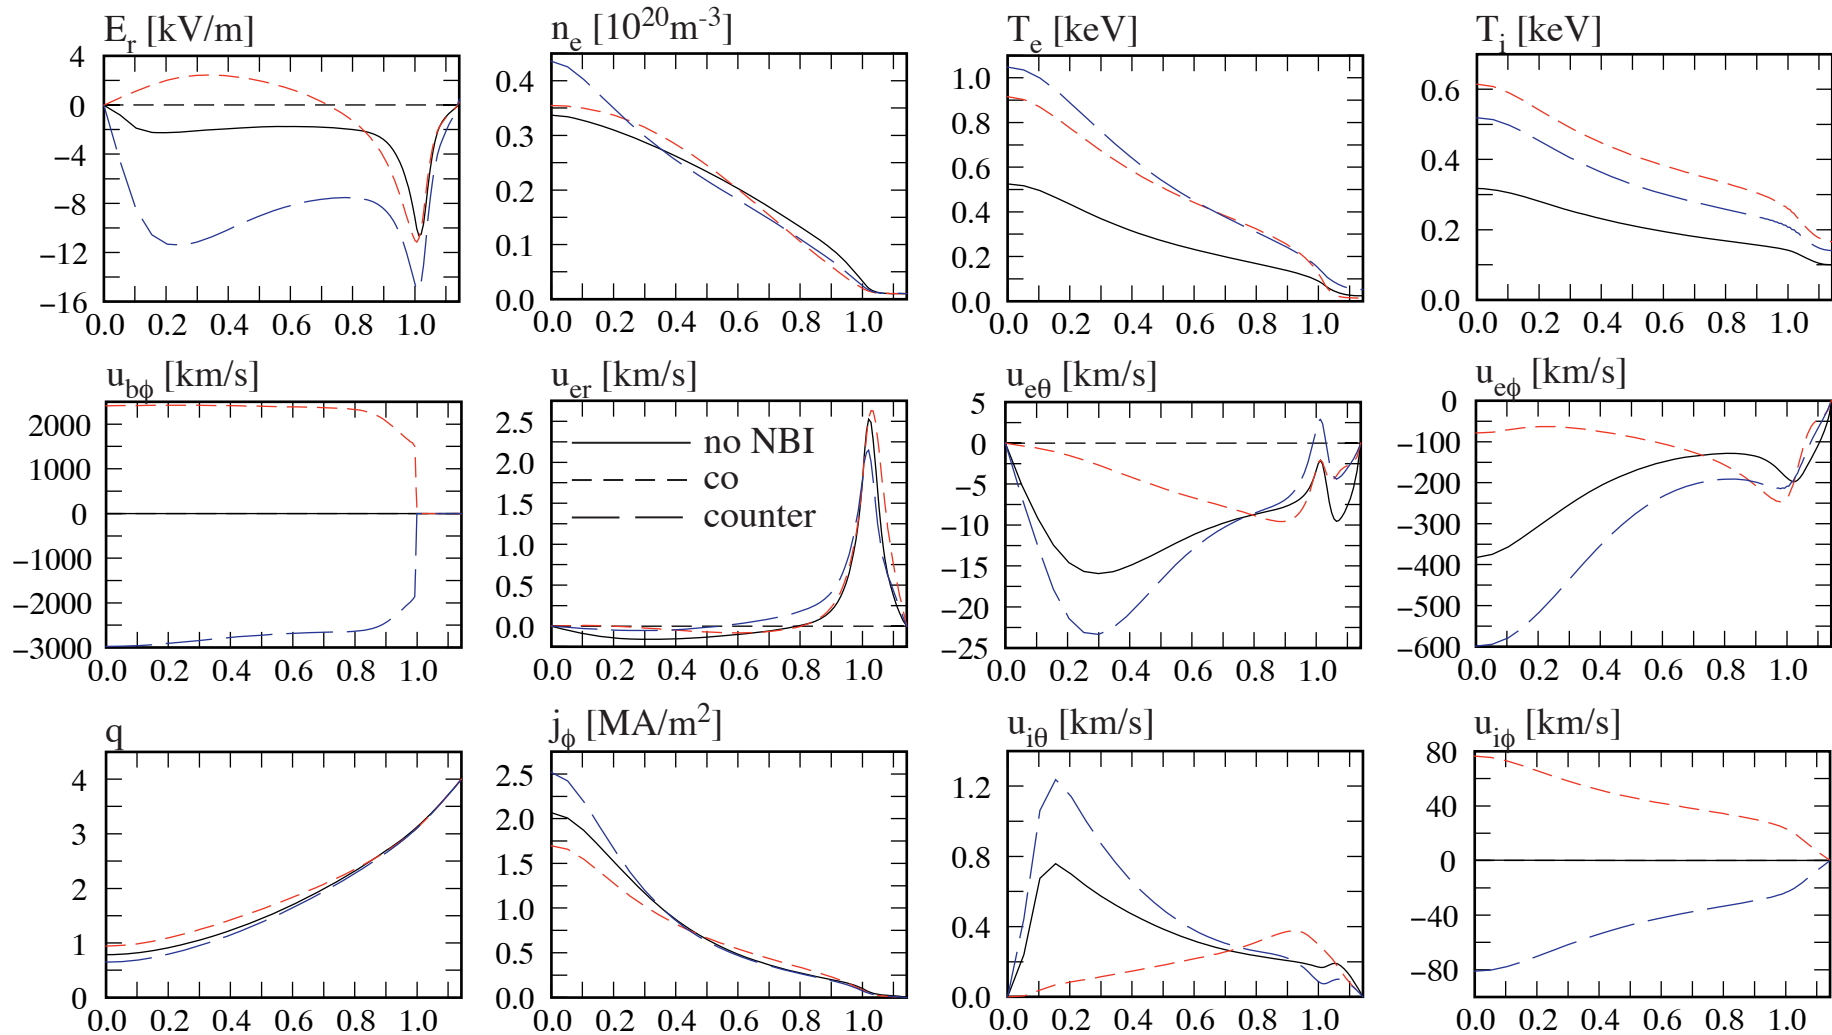 E_r [kV/m]
4
0
−4
−8
−12
−16
0.0 0.2 0.4 0.6 0.8 1.0
n_e [10^20 m^-3]
0.4
0.3
0.2
0.1
0.0
0.0 0.2 0.4 0.6 0.8 1.0
T_e [keV]
1.0
0.8
0.6
0.4
0.2
0.0
0.0 0.2 0.4 0.6 0.8 1.0
T_i [keV]
0.6
0.4
0.2
0.0
0.0 0.2 0.4 0.6 0.8 1.0
u_bϕ [km/s]
2000
1000
0
−1000
−2000
−3000
0.0 0.2 0.4 0.6 0.8 1.0
u_er [km/s]
2.5
2.0
1.5
1.0
0.5
0.0
no NBI
co
counter
0.0 0.2 0.4 0.6 0.8 1.0
u_eθ [km/s]
5
0
−5
−10
−15
−20
−25
0.0 0.2 0.4 0.6 0.8 1.0
u_eϕ [km/s]
0
−100
−200
−300
−400
−500
−600
0.0 0.2 0.4 0.6 0.8 1.0
q
4
3
2
1
0
0.0 0.2 0.4 0.6 0.8 1.0
j_ϕ [MA/m^2]
2.5
2.0
1.5
1.0
0.5
0.0
0.0 0.2 0.4 0.6 0.8 1.0
u_iθ [km/s]
1.2
0.8
0.4
0.0
0.0 0.2 0.4 0.6 0.8 1.0
u_iϕ [km/s]
80
40
0
−40
−80
0.0 0.2 0.4 0.6 0.8 1.0